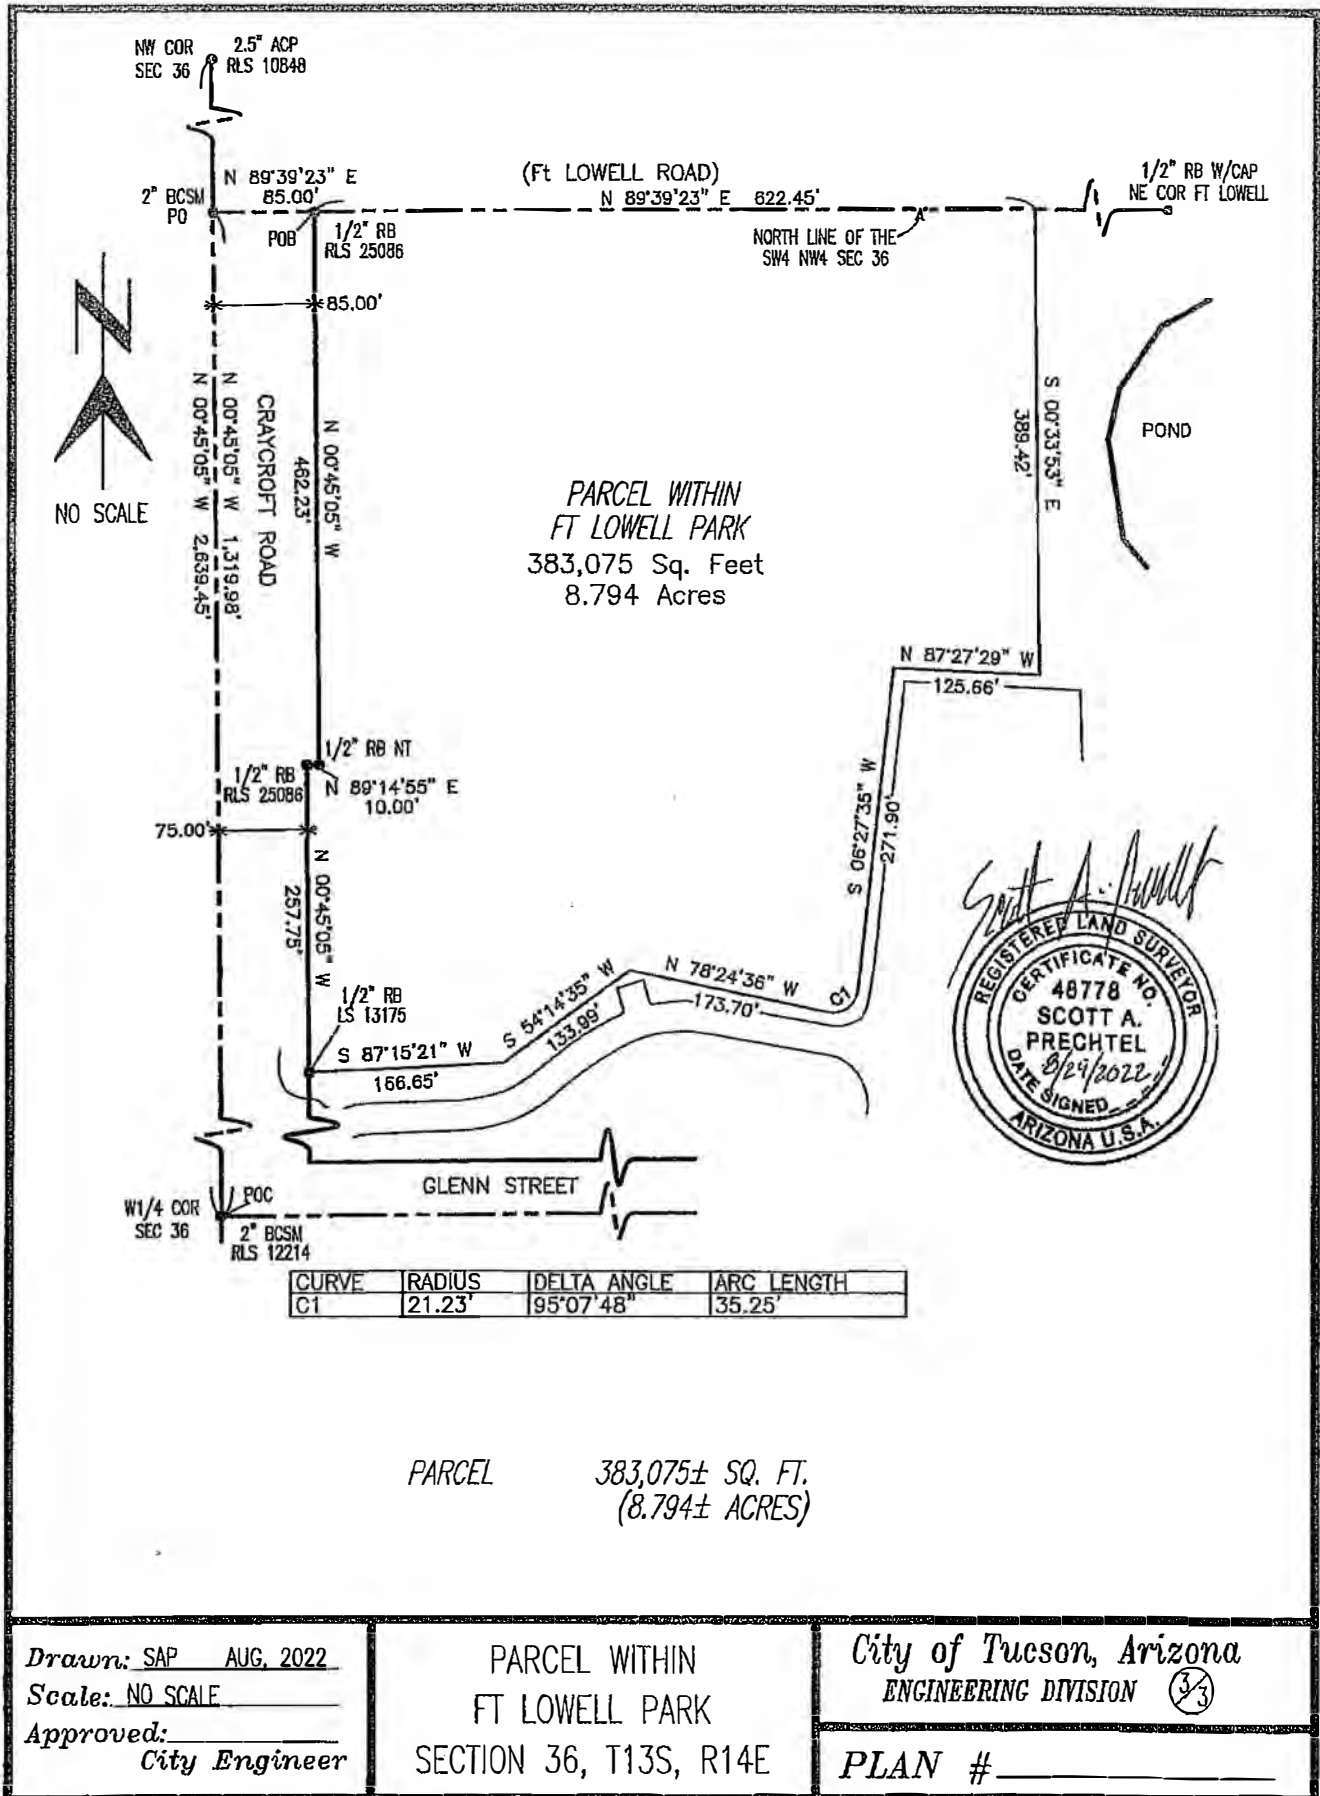 NW COR
SEC 36
2.5" ACP
RLS 10848
N 89°39'23" E
85.00'
2" BCSM
PO
POB
1/2" RB
RLS 25086
(Ft LOWELL ROAD)
N 89°39'23" E 622.45'
NORTH LINE OF THE
SW4 NW4 SEC 36
1/2" RB W/CAP
NE COR FT LOWELL
85.00'
N
NO SCALE
N 00°45'05" W 2,639.45'
N 00°45'05" W 1,319.98'
CRAYCROFT ROAD
N 00°45'05" W
462.23'
S 00°33'53" E
389.42'
POND
PARCEL WITHIN
FT LOWELL PARK
383,075 Sq. Feet
8.794 Acres
N 87°27'29" W
125.66'
1/2" RB NT
1/2" RB
RLS 25086
N 89°14'55" E
10.00'
75.00'
N 00°45'05" W
257.75'
S 06°27'35" W
271.90'
1/2" RB
LS 13175
S 87°15'21" W
166.65'
S 54°14'35" W
133.99'
N 78°24'36" W
173.70'
C1
REGISTERED LAND SURVEYOR
CERTIFICATE NO.
48778
SCOTT A.
PRECHTEL
8/29/2022
DATE SIGNED
ARIZONA U.S.A.
GLENN STREET
W1/4 COR
SEC 36
POC
2" BCSM
RLS 12214
CURVE RADIUS DELTA ANGLE ARC LENGTH
C1 21.23' 95°07'48" 35.25'
PARCEL 383,075± SQ. FT.
(8.794± ACRES)
Drawn: SAP AUG, 2022
Scale: NO SCALE
Approved:
City Engineer
PARCEL WITHIN
FT LOWELL PARK
SECTION 36, T13S, R14E
City of Tucson, Arizona
ENGINEERING DIVISION 3/3
PLAN #